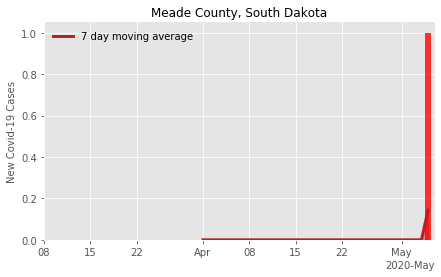 Meade County, South Dakota
7 day moving average
New Covid-19 Cases
1.0
0.8
0.6
0.4
0.2
0.0
08 15 22 Apr 08 15 22 May
2020-May